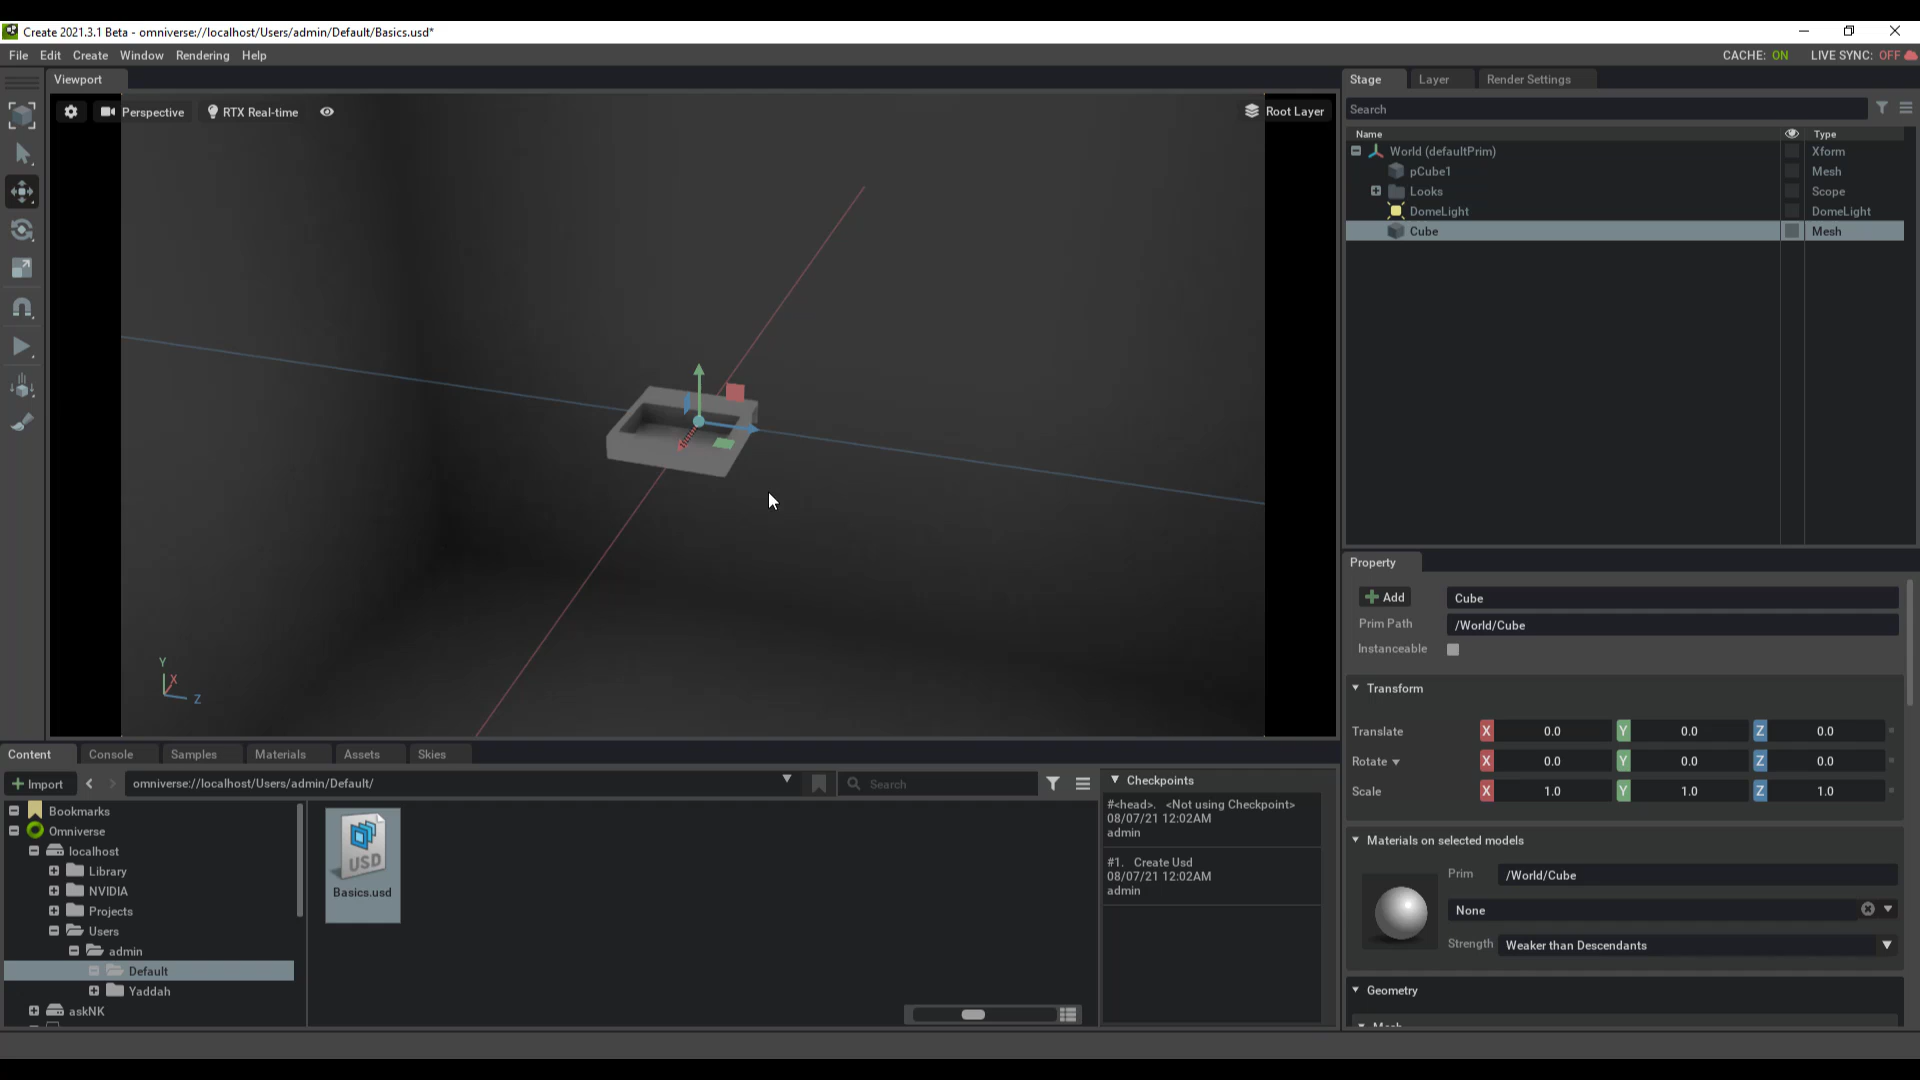 Create 2021.3.1 Beta - omniverse://localhost/Users/admin/Default/Basics.usd*
File Edit Create Window Rendering Help
CACHE: ON LIVE SYNC: OFF
Viewport
Perspective
RTX Real-time
Root Layer
Y
X
Z
Stage Layer Render Settings
Search
Name Type
World (defaultPrim) Xform
pCube1 Mesh
Looks Scope
DomeLight DomeLight
Cube Mesh
Property
Add Cube
Prim Path /World/Cube
Instanceable
Transform
Translate X 0.0 Y 0.0 Z 0.0
Rotate X 0.0 Y 0.0 Z 0.0
Scale X 1.0 Y 1.0 Z 1.0
Materials on selected models
Prim /World/Cube
None
Strength Weaker than Descendants
Geometry
Content Console Samples Materials Assets Skies
Import omniverse://localhost/Users/admin/Default/ Search
Bookmarks
Omniverse
localhost
Library
NVIDIA
Projects
Users
admin
Default
Yaddah
askNK
USD
Basics.usd
Checkpoints
#<head>. <Not using Checkpoint>
08/07/21 12:02AM
admin
#1. Create Usd
08/07/21 12:02AM
admin